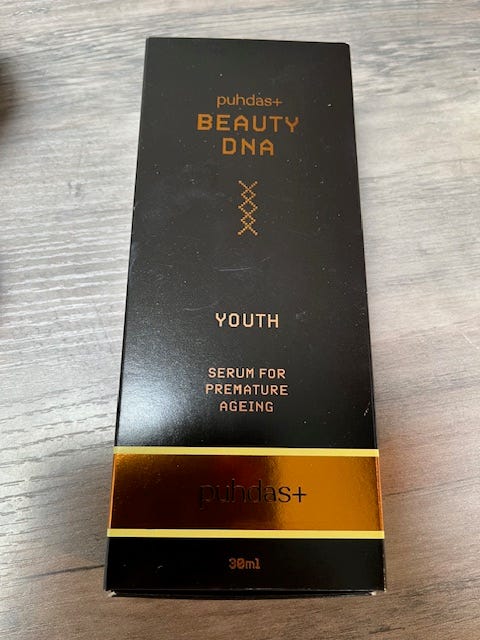 puhdas+
BEAUTY
DNA
YOUTH
SERUM FOR
PREMATURE
AGEING
puhdas+
30ml